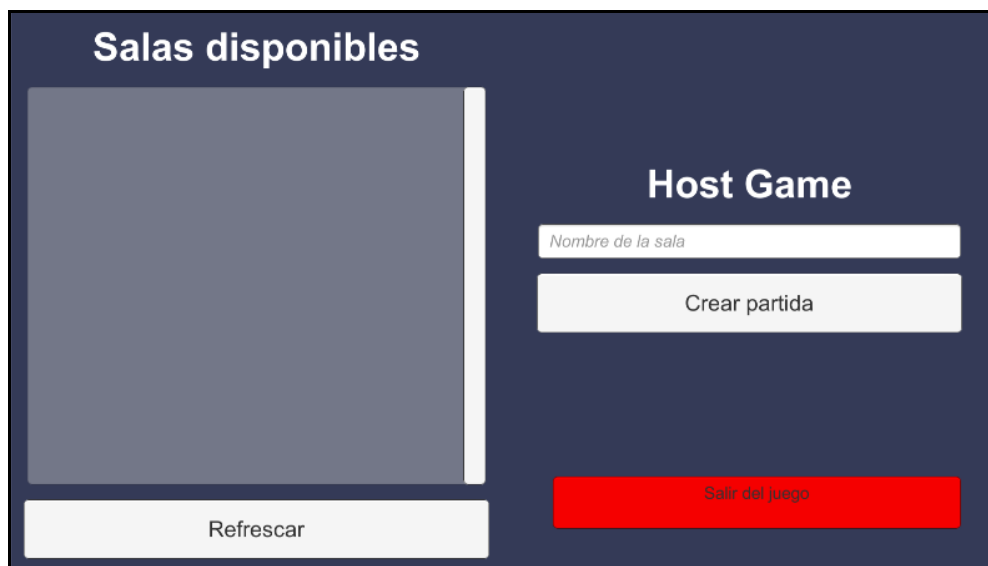 Salas disponibles
Refrescar
Host Game
Nombre de la sala
Crear partida
Salir del juego